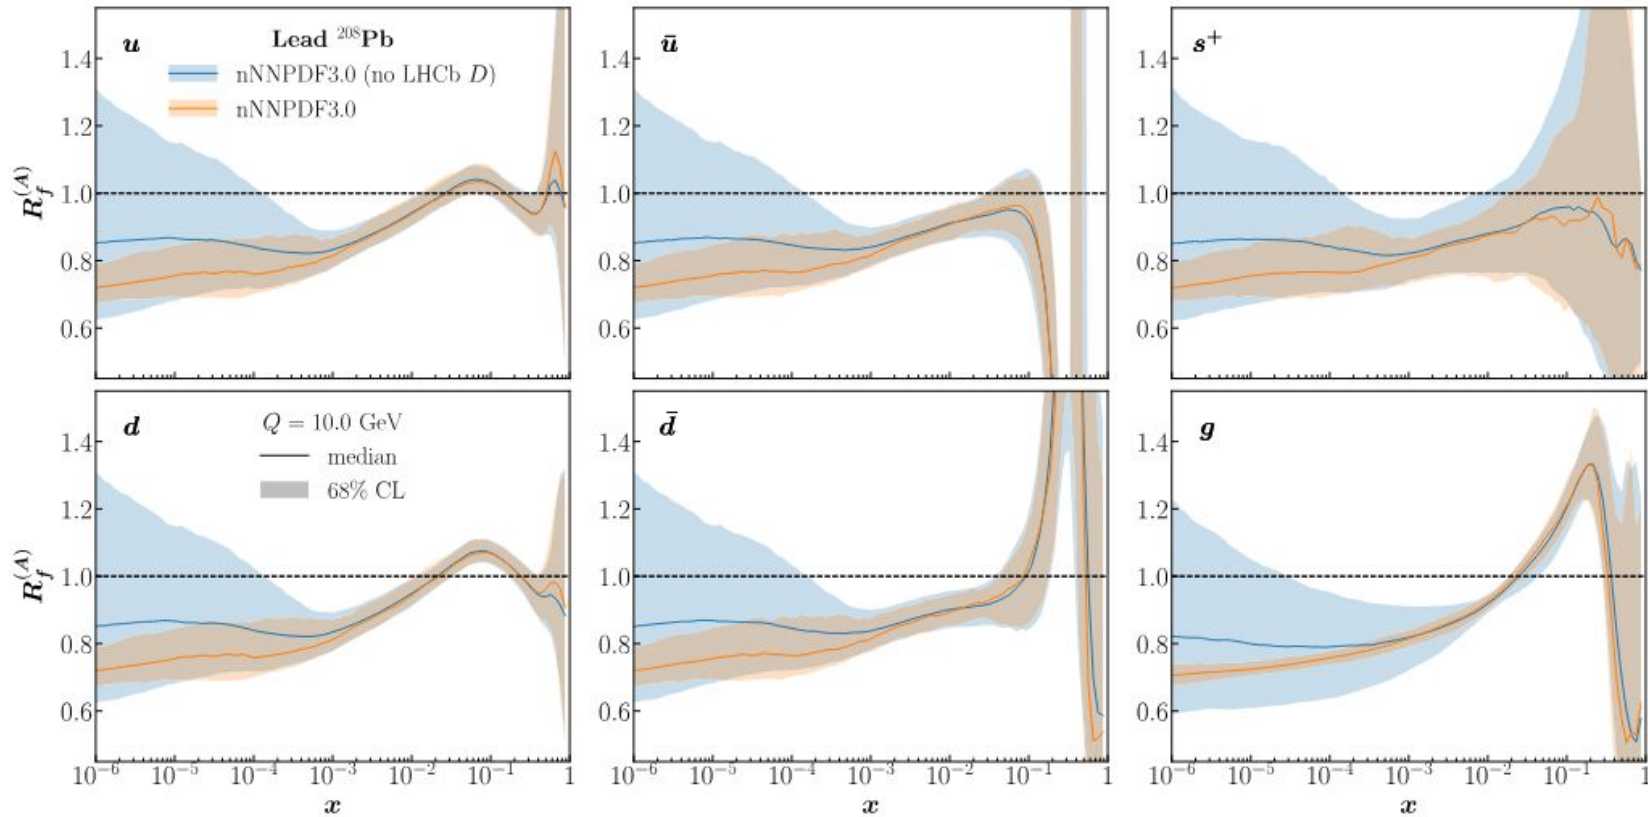 u
Lead ²⁰⁸Pb
nNNPDF3.0 (no LHCb D)
nNNPDF3.0
1.4
1.2
1.0
0.8
0.6
R_f^(A)
ū
1.4
1.2
1.0
0.8
0.6
s⁺
1.4
1.2
1.0
0.8
0.6
d
Q = 10.0 GeV
median
68% CL
1.4
1.2
1.0
0.8
0.6
R_f^(A)
10⁻⁶ 10⁻⁵ 10⁻⁴ 10⁻³ 10⁻² 10⁻¹ 1
x
d̄
1.4
1.2
1.0
0.8
0.6
10⁻⁶ 10⁻⁵ 10⁻⁴ 10⁻³ 10⁻² 10⁻¹ 1
x
g
1.4
1.2
1.0
0.8
0.6
10⁻⁶ 10⁻⁵ 10⁻⁴ 10⁻³ 10⁻² 10⁻¹ 1
x